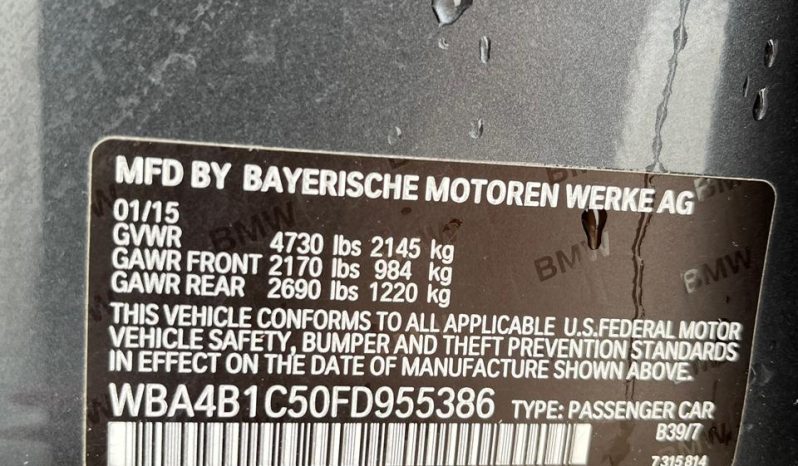 MFD BY BAYERISCHE MOTOREN WERKE AG
01/15
GVWR 4730 lbs 2145 kg
GAWR FRONT 2170 lbs 984 kg
GAWR REAR 2690 lbs 1220 kg
THIS VEHICLE CONFORMS TO ALL APPLICABLE U.S.FEDERAL MOTOR
VEHICLE SAFETY, BUMPER AND THEFT PREVENTION STANDARDS
IN EFFECT ON THE DATE OF MANUFACTURE SHOWN ABOVE.
WBA4B1C50FD955386 TYPE: PASSENGER CAR
B39/7
7 315 814
BMW
BMW
BMW